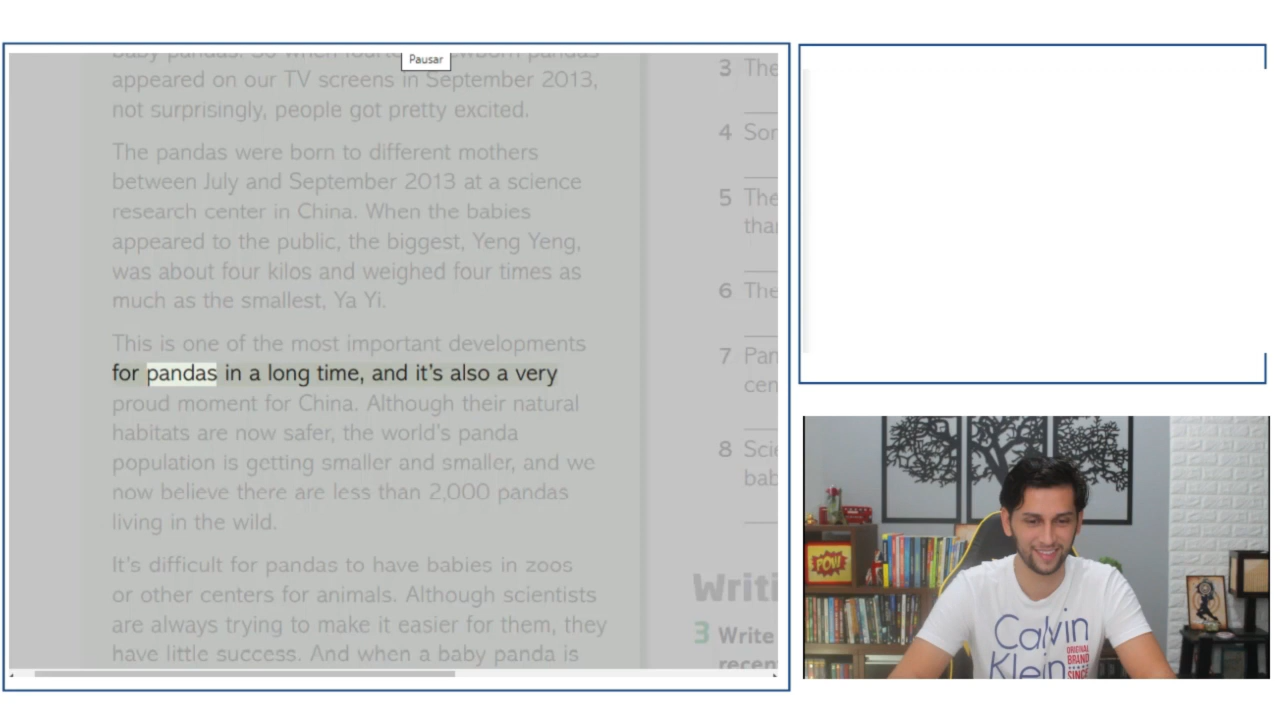 Pausar
appeared on our TV screens in September 2013,
not surprisingly, people got pretty excited.
The pandas were born to different mothers
between July and September 2013 at a science
research center in China. When the babies
appeared to the public, the biggest, Yeng Yeng,
was about four kilos and weighed four times as
much as the smallest, Ya Yi.
This is one of the most important developments
for pandas in a long time, and it's also a very
proud moment for China. Although their natural
habitats are now safer, the world's panda
population is getting smaller and smaller, and we
now believe there are less than 2,000 pandas
living in the wild.
It's difficult for pandas to have babies in zoos
or other centers for animals. Although scientists
are always trying to make it easier for them, they
have little success. And when a baby panda is
3 The
4
5 The
6 The
7
8
3 Write
POW
Calvin
Klein
ORIGINAL
BRAND
SINCE